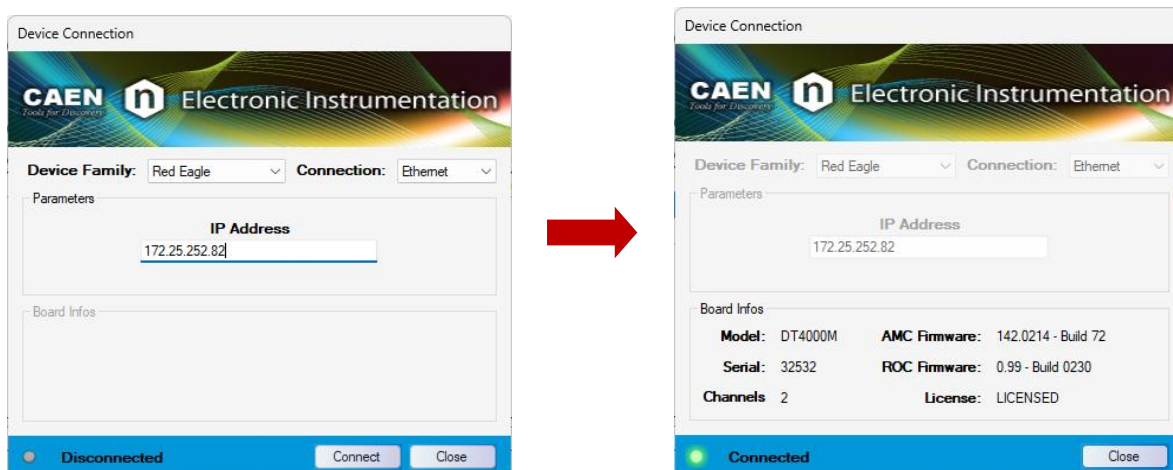 Device Connection
CAEN n Electronic Instrumentation
Tools for Discovery
Device Family: Red Eagle Connection: Ethernet
Parameters
IP Address
172.25.252.82
Board Infos
Disconnected Connect Close
Device Connection
CAEN n Electronic Instrumentation
Tools for Discovery
Device Family: Red Eagle Connection: Ethernet
Parameters
IP Address
172.25.252.82
Board Infos
Model: DT4000M AMC Firmware: 142.0214 - Build 72
Serial: 32532 ROC Firmware: 0.99 - Build 0230
Channels 2 License: LICENSED
Connected Close